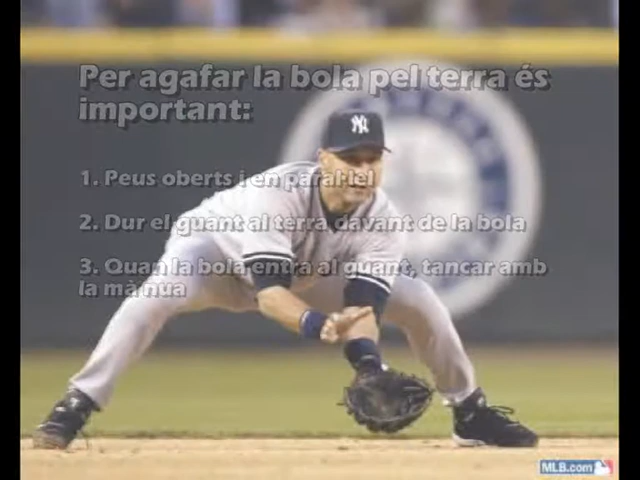 Per agafar la bola pel terra és
important:
1. Peus oberts i en paral·lel
2. Dur el guant al terra davant de la bola
3. Quan la bola entra al guant, tancar amb
la mà nua
NY
MLB.com